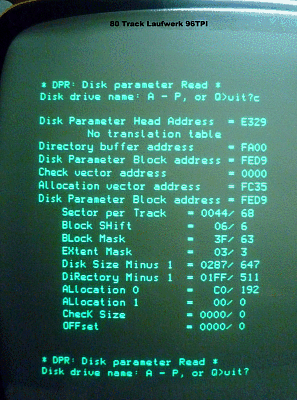 80 Track Laufwerk 96TPI
* DPR: Disk parameter Read *
Disk drive name: A - P, or Q>uit?c
Disk Parameter Head Address = E329
No translation table
Directory buffer address = FA00
Disk Parameter Block address = FED9
Check vector address = 0000
Allocation vector address = FC35
Disk Parameter Block address = FED9
Sector per Track = 0044/ 68
Block SHift = 06/ 6
BLock Mask = 3F/ 63
EXtent Mask = 03/ 3
Disk Size Minus 1 = 0287/ 647
DiRectory Minus 1 = 01FF/ 511
ALlocation 0 = C0/ 192
ALlocation 1 = 00/ 0
ChecK Size = 0000/ 0
OFFset = 0000/ 0
* DPR: Disk parameter Read *
Disk drive name: A - P, or Q>uit?